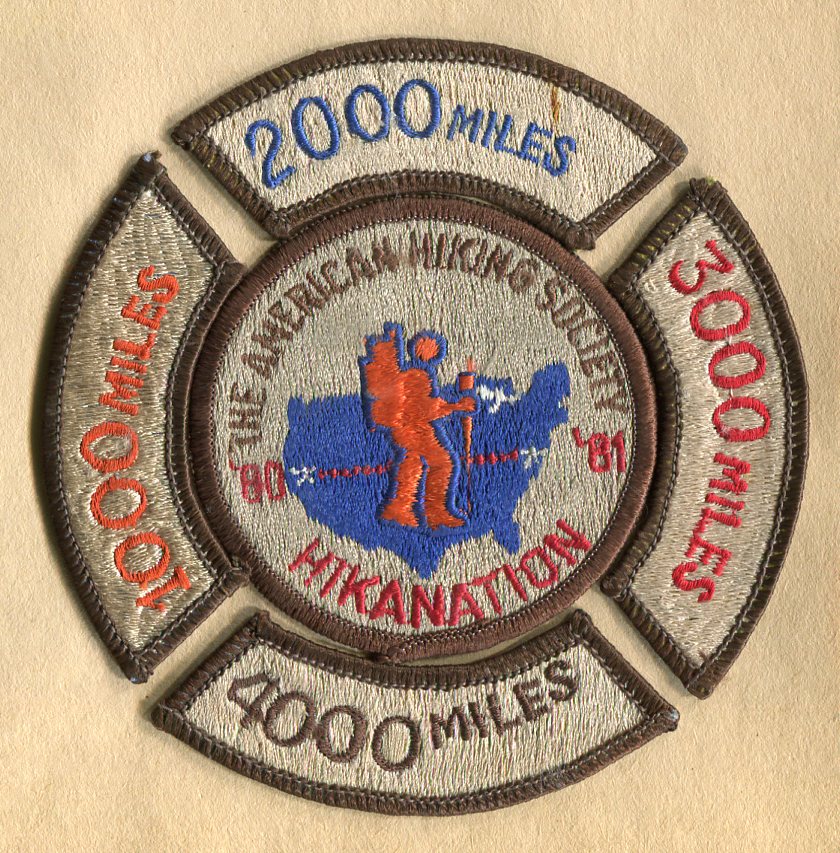 2000 MILES
3000 MILES
1000 MILES
THE AMERICAN HIKING SOCIETY
'80 '81
HIKANATION
4000 MILES